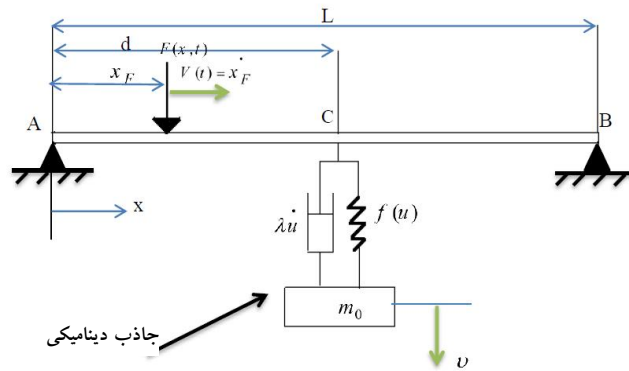 L
d
F(x,t)
x_F
V(t) = ẋ_F
A
C
B
x
λu̇
f(u)
m₀
جاذب دینامیکی
υ